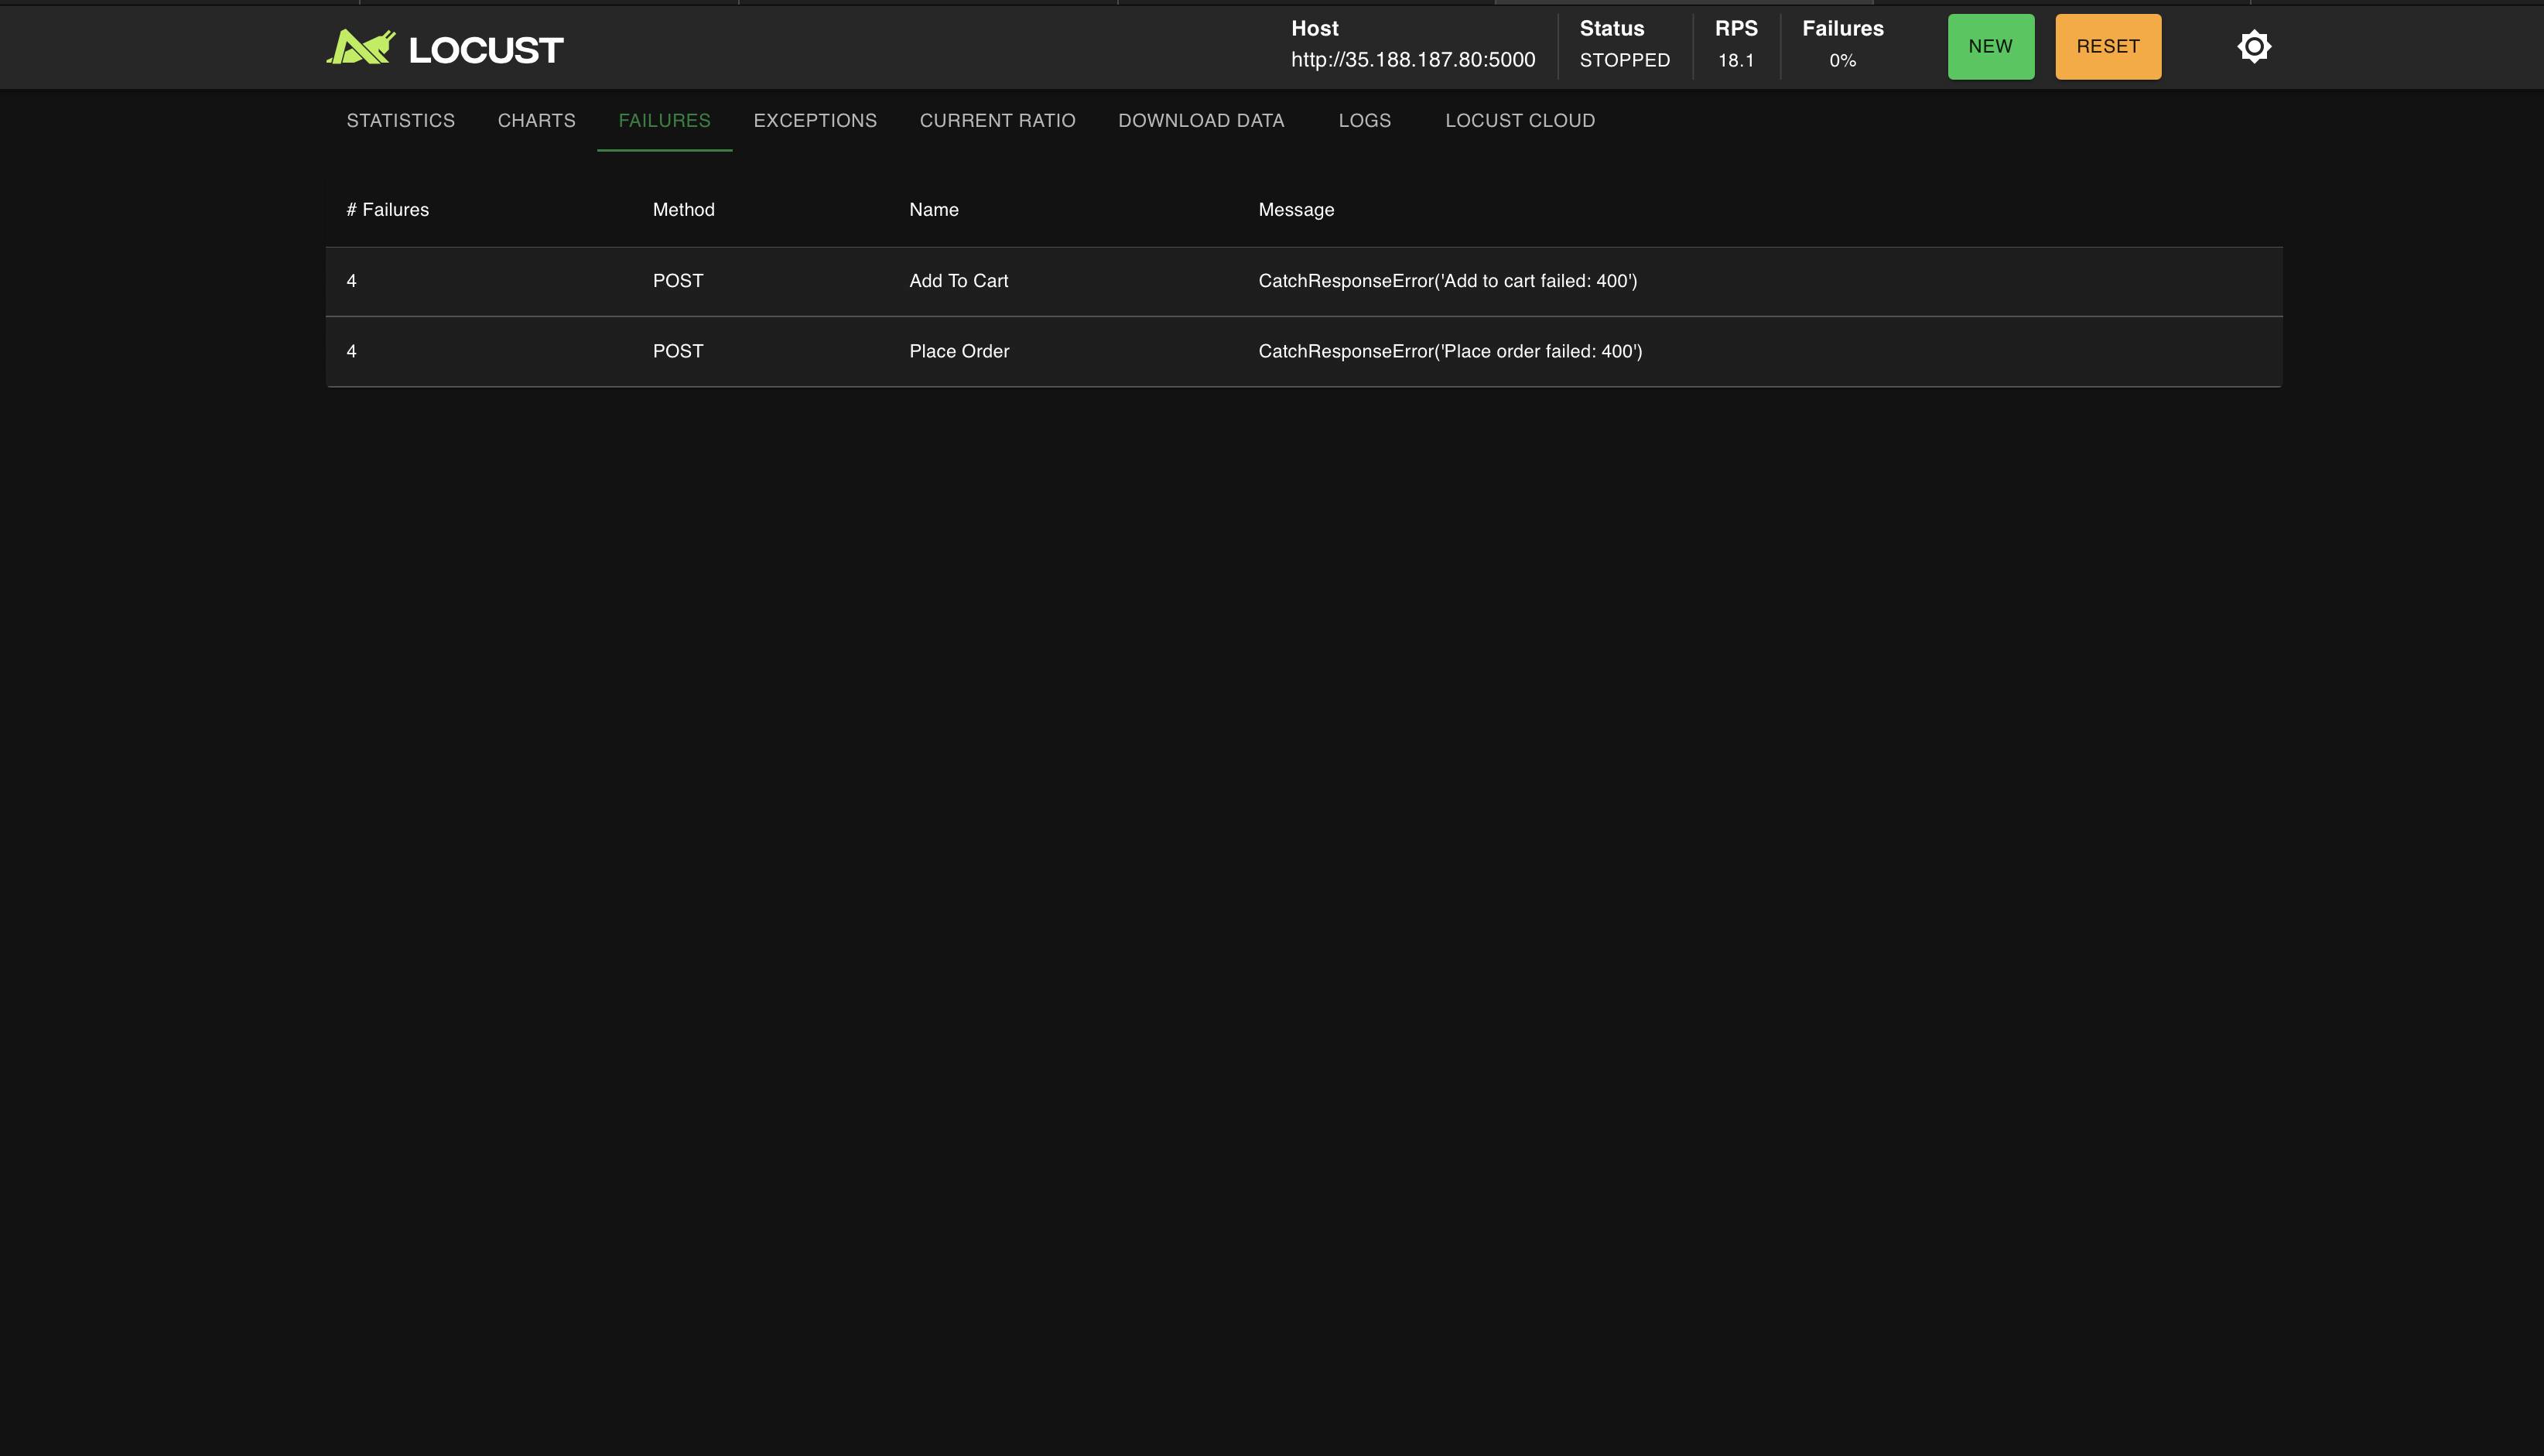 LOCUST
Host
http://35.188.187.80:5000
Status
STOPPED
RPS
18.1
Failures
0%
NEW
RESET
STATISTICS CHARTS FAILURES EXCEPTIONS CURRENT RATIO DOWNLOAD DATA LOGS LOCUST CLOUD
# Failures Method Name Message
4 POST Add To Cart CatchResponseError('Add to cart failed: 400')
4 POST Place Order CatchResponseError('Place order failed: 400')